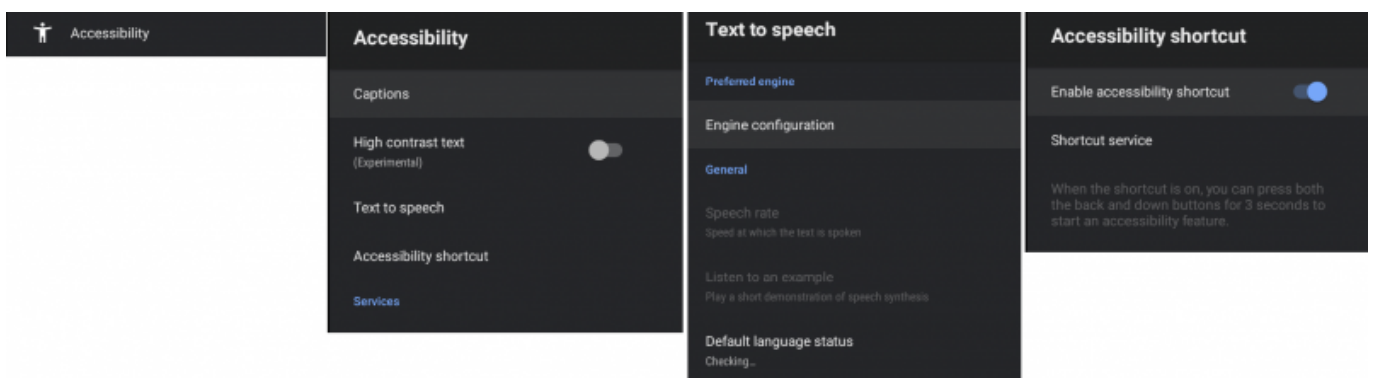 Accessibility
Accessibility
Captions
High contrast text
(Experimental)
Text to speech
Accessibility shortcut
Services
Text to speech
Preferred engine
Engine configuration
General
Speech rate
Speed at which the text is spoken
Listen to an example
Play a short demonstration of speech synthesis
Default language status
Checking...
Accessibility shortcut
Enable accessibility shortcut
Shortcut service
When the shortcut is on, you can press both
the back and down buttons for 3 seconds to
start an accessibility feature.